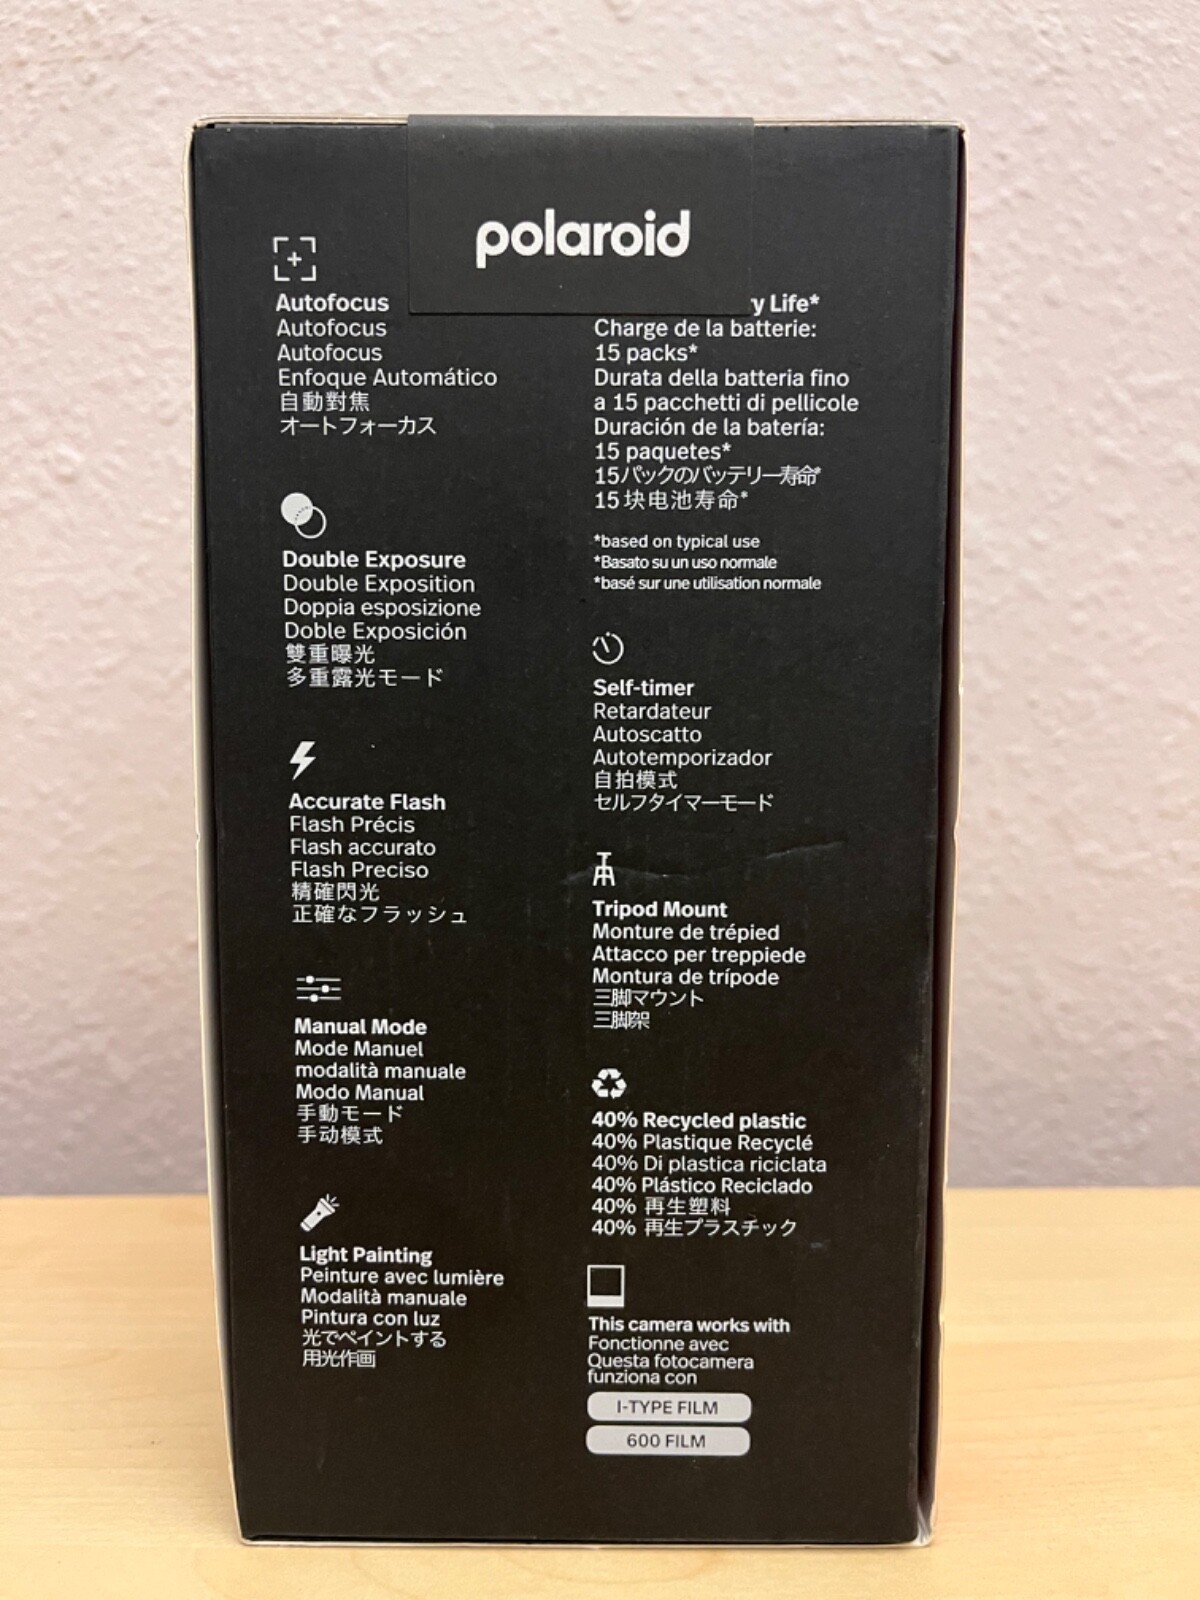 polaroid
Autofocus
Autofocus
Autofocus
Enfoque Automático
自動對焦
オートフォーカス
Double Exposure
Double Exposition
Doppia esposizione
Doble Exposición
雙重曝光
多重露光モード
Accurate Flash
Flash Précis
Flash accurato
Flash Preciso
精確閃光
正確なフラッシュ
Manual Mode
Mode Manuel
modalità manuale
Modo Manual
手動モード
手动模式
Light Painting
Peinture avec lumière
Modalità manuale
Pintura con luz
光でペイントする
用光作画
y Life*
Charge de la batterie:
15 packs*
Durata della batteria fino
a 15 pacchetti di pellicole
Duración de la batería:
15 paquetes*
15パックのバッテリー寿命*
15块电池寿命*
*based on typical use
*Basato su un uso normale
*basé sur une utilisation normale
Self-timer
Retardateur
Autoscatto
Autotemporizador
自拍模式
セルフタイマーモード
Tripod Mount
Monture de trépied
Attacco per treppiede
Montura de trípode
三脚マウント
三脚架
40% Recycled plastic
40% Plastique Recyclé
40% Di plastica riciclata
40% Plástico Reciclado
40% 再生塑料
40% 再生プラスチック
This camera works with
Fonctionne avec
Questa fotocamera
funziona con
I-TYPE FILM
600 FILM